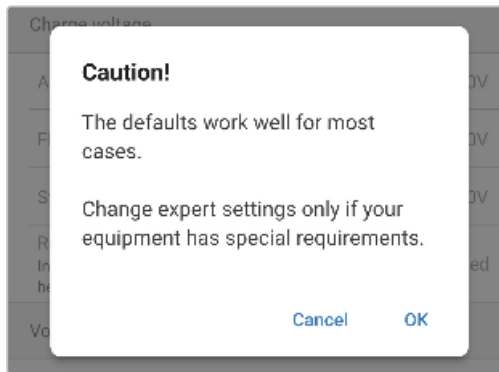 Charge voltage
Caution!
The defaults work well for most
cases.
Change expert settings only if your
equipment has special requirements.
Cancel OK